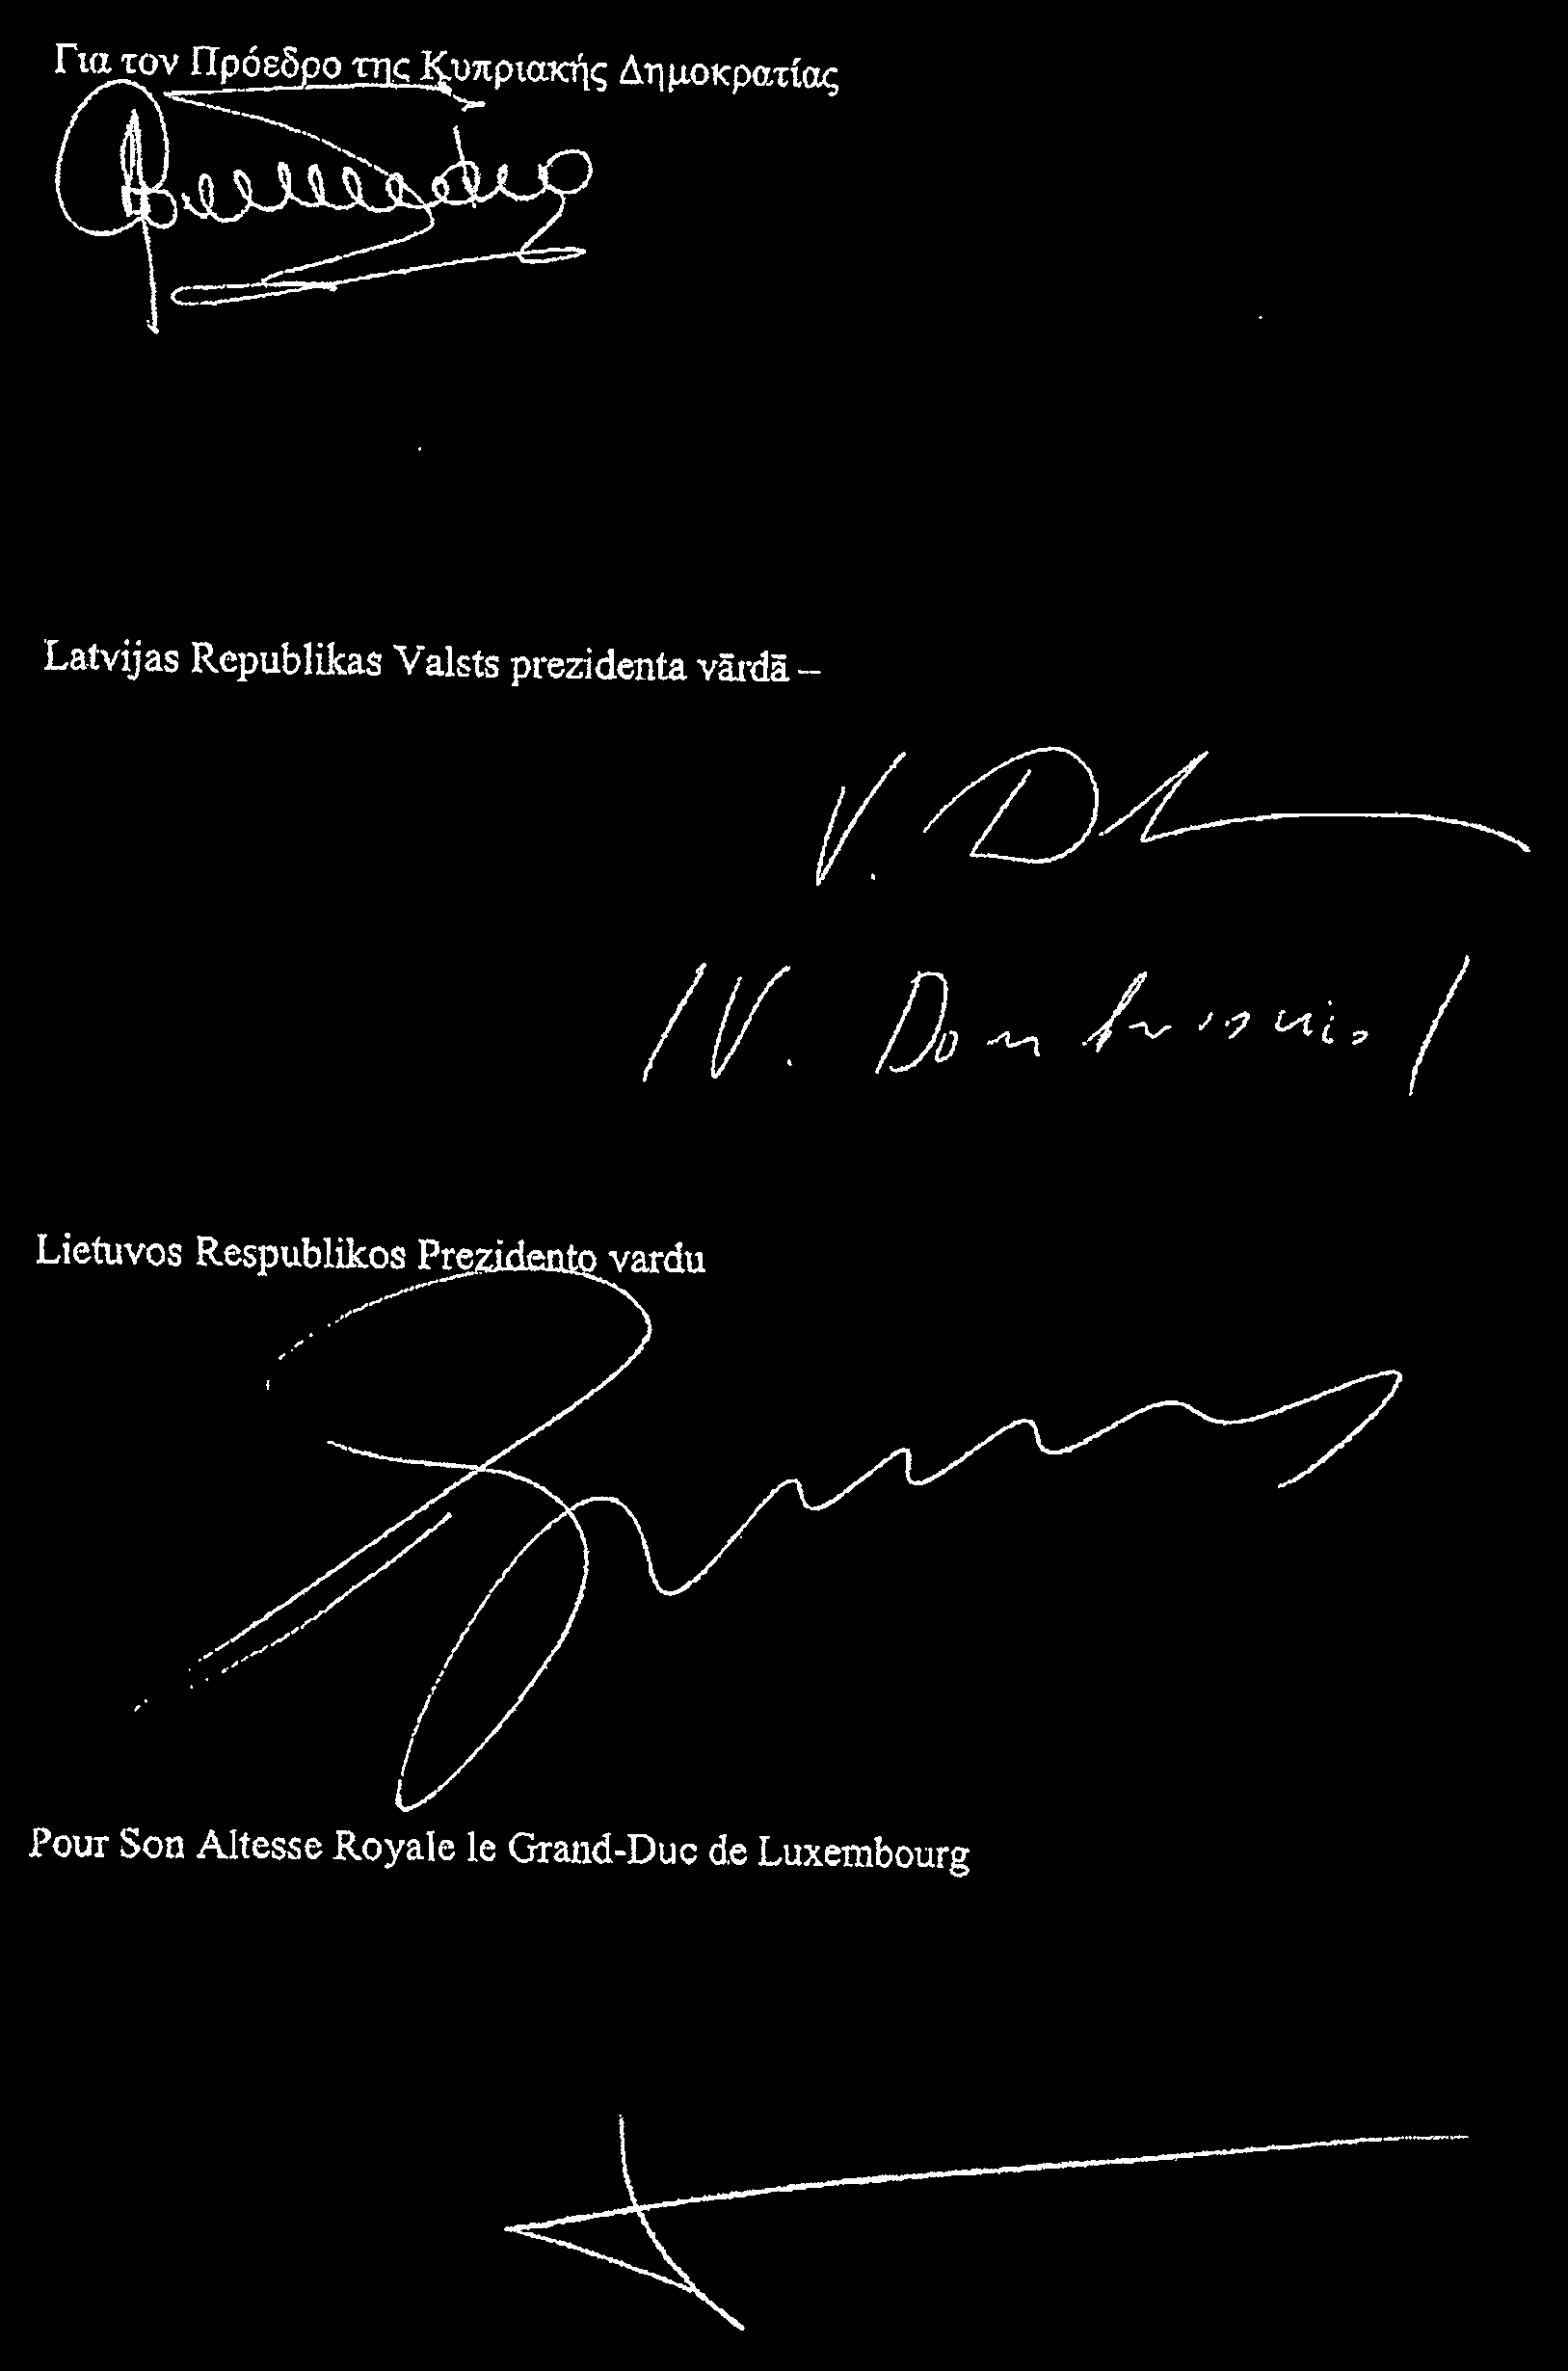 Για τον Πρόεδρο της Κυπριακής Δημοκρατίας
Latvijas Republikas Valsts prezidenta vārdā –
/V. Dombrovskis/
Lietuvos Respublikos Prezidento vardu
Pour Son Altesse Royale le Grand-Duc de Luxembourg